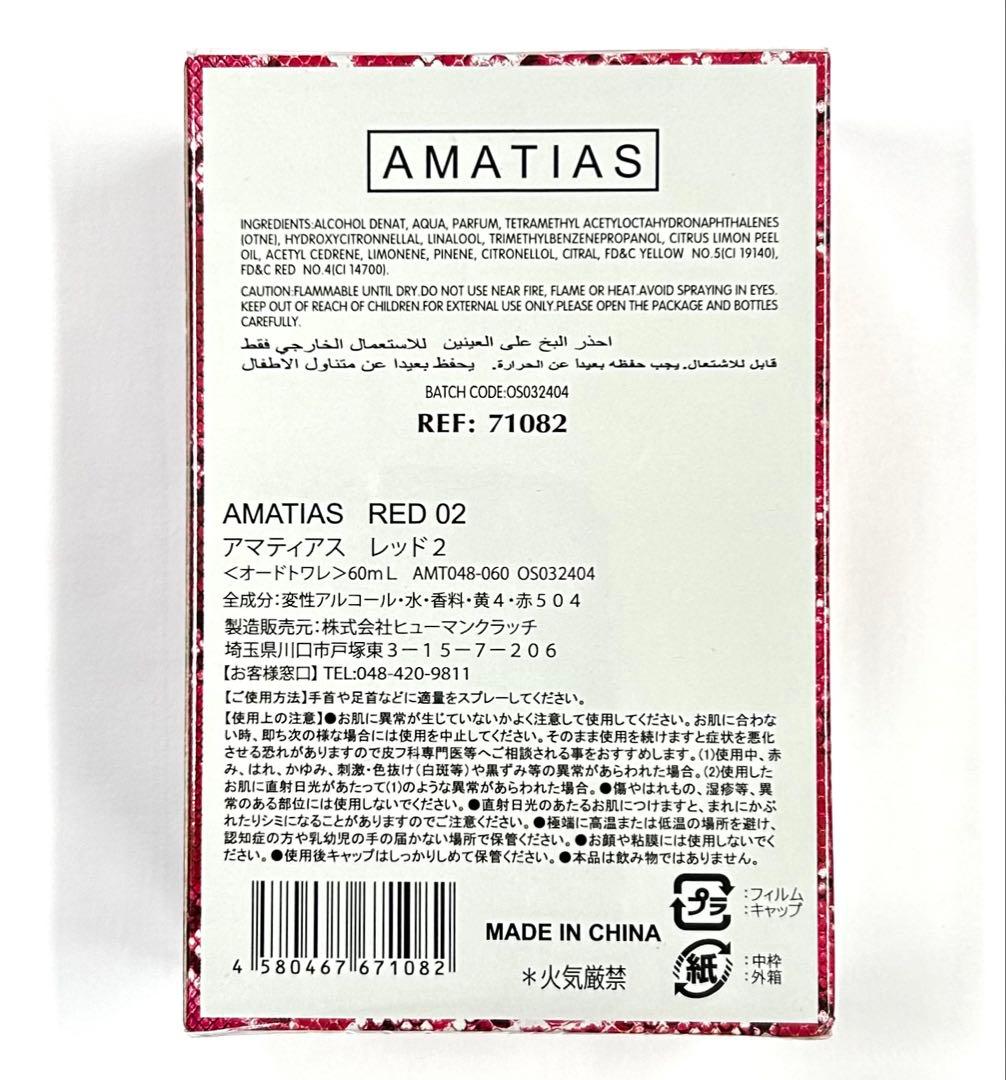 AMATIAS
INGREDIENTS:ALCOHOL DENAT, AQUA, PARFUM, TETRAMETHYL ACETYLOCTAHYDRONAPHTHALENES
(OTNE), HYDROXYCITRONNELLAL, LINALOOL, TRIMETHYLBENZENEPROPANOL, CITRUS LIMON PEEL
OIL, ACETYL CEDRENE, LIMONENE, PINENE, CITRONELLOL, CITRAL, FD&C YELLOW NO.5(CI 19140),
FD&C RED NO.4(CI 14700).
CAUTION:FLAMMABLE UNTIL DRY.DO NOT USE NEAR FIRE, FLAME OR HEAT.AVOID SPRAYING IN EYES.
KEEP OUT OF REACH OF CHILDREN.FOR EXTERNAL USE ONLY.PLEASE OPEN THE PACKAGE AND BOTTLES
CAREFULLY.
احذر البخ على العينين للاستعمال الخارجي فقط
قابل للاشتعال. يجب حفظه بعيدا عن الحرارة. يحفظ بعيدا عن متناول الاطفال
BATCH CODE:OS032404
REF: 71082
AMATIAS RED 02
アマティアス レッド2
<オードトワレ>60mL AMT048-060 OS032404
全成分:変性アルコール・水・香料・黄4・赤504
製造販売元:株式会社ヒューマンクラッチ
埼玉県川口市戸塚東3-15-7-206
【お客様窓口】TEL:048-420-9811
【ご使用方法】手首や足首などに適量をスプレーしてください。
【使用上の注意】●お肌に異常が生じていないかよく注意して使用してください。お肌に合わな
い時、即ち次の様な場合には使用を中止してください。そのまま使用を続けますと症状を悪化
させる恐れがありますので皮フ科専門医等へご相談される事をおすすめします。(1)使用中、赤
み、はれ、かゆみ、刺激・色抜け(白斑等)や黒ずみ等の異常があらわれた場合。(2)使用した
お肌に直射日光があたって(1)のような異常があらわれた場合。●傷やはれもの、湿疹等、異
常のある部位には使用しないでください。●直射日光のあたるお肌につけますと、まれにかぶ
れたりシミになることがありますのでご注意ください。●極端に高温または低温の場所を避け、
認知症の方や乳幼児の手の届かない場所で保管ください。●お顔や粘膜には使用しないでく
ださい。●使用後キャップはしっかりしめて保管ください。●本品は飲み物ではありません。
プラ :フィルム
:キャップ
MADE IN CHINA
紙 :中枠
:外箱
4 580467 671082
*火気厳禁